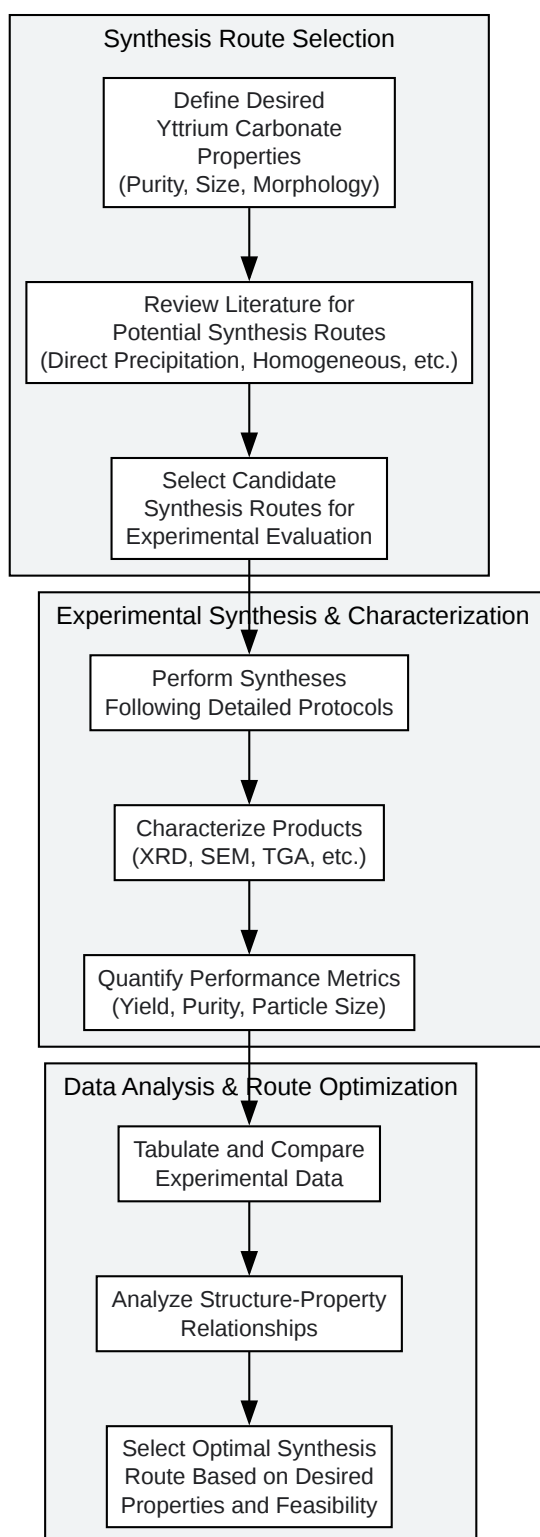 Synthesis Route Selection
Define Desired
Yttrium Carbonate
Properties
(Purity, Size, Morphology)
Review Literature for
Potential Synthesis Routes
(Direct Precipitation, Homogeneous, etc.)
Select Candidate
Synthesis Routes for
Experimental Evaluation
Experimental Synthesis & Characterization
Perform Syntheses
Following Detailed Protocols
Characterize Products
(XRD, SEM, TGA, etc.)
Quantify Performance Metrics
(Yield, Purity, Particle Size)
Data Analysis & Route Optimization
Tabulate and Compare
Experimental Data
Analyze Structure-Property
Relationships
Select Optimal Synthesis
Route Based on Desired
Properties and Feasibility